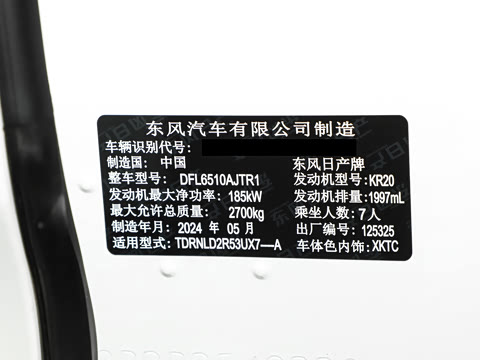 东风汽车有限公司制造
车辆识别代号:
制造国: 中国 东风日产牌
整车型号: DFL6510AJTR1 发动机型号: KR20
发动机最大净功率: 185kW 发动机排量: 1997mL
最大允许总质量: 2700kg 乘坐人数: 7人
制造年月: 2024 年 05 月 出厂编号: 125325
适用型式: TDRNLD2R53UX7—A 车体色内饰: XKTC